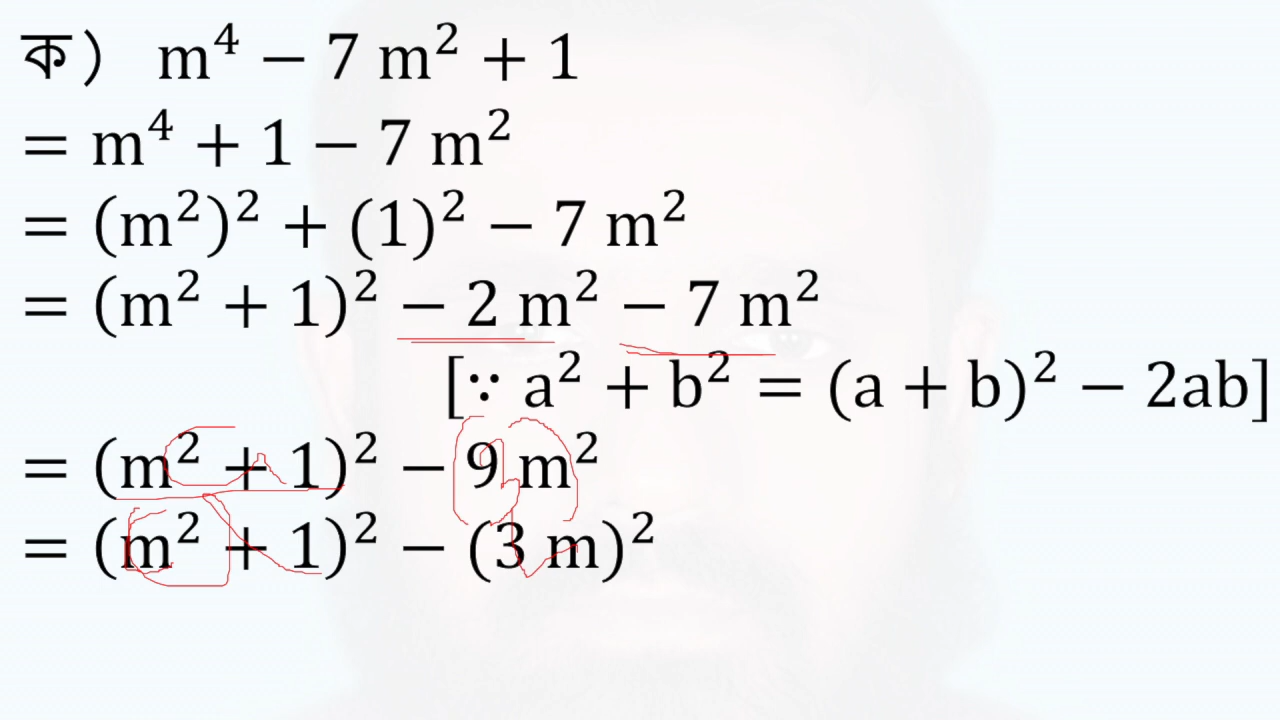 ক) m⁴ − 7 m² + 1
= m⁴ + 1 − 7 m²
= (m²)² + (1)² − 7 m²
= (m² + 1)² − 2 m² − 7 m²
[∵ a² + b² = (a + b)² − 2ab]
= (m² + 1)² − 9 m²
= (m² + 1)² − (3 m)²